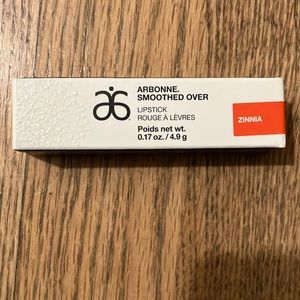 ARBONNE.
SMOOTHED OVER
LIPSTICK
ROUGE À LÈVRES
Poids net wt.
0.17 oz. / 4.9 g
ZINNIA